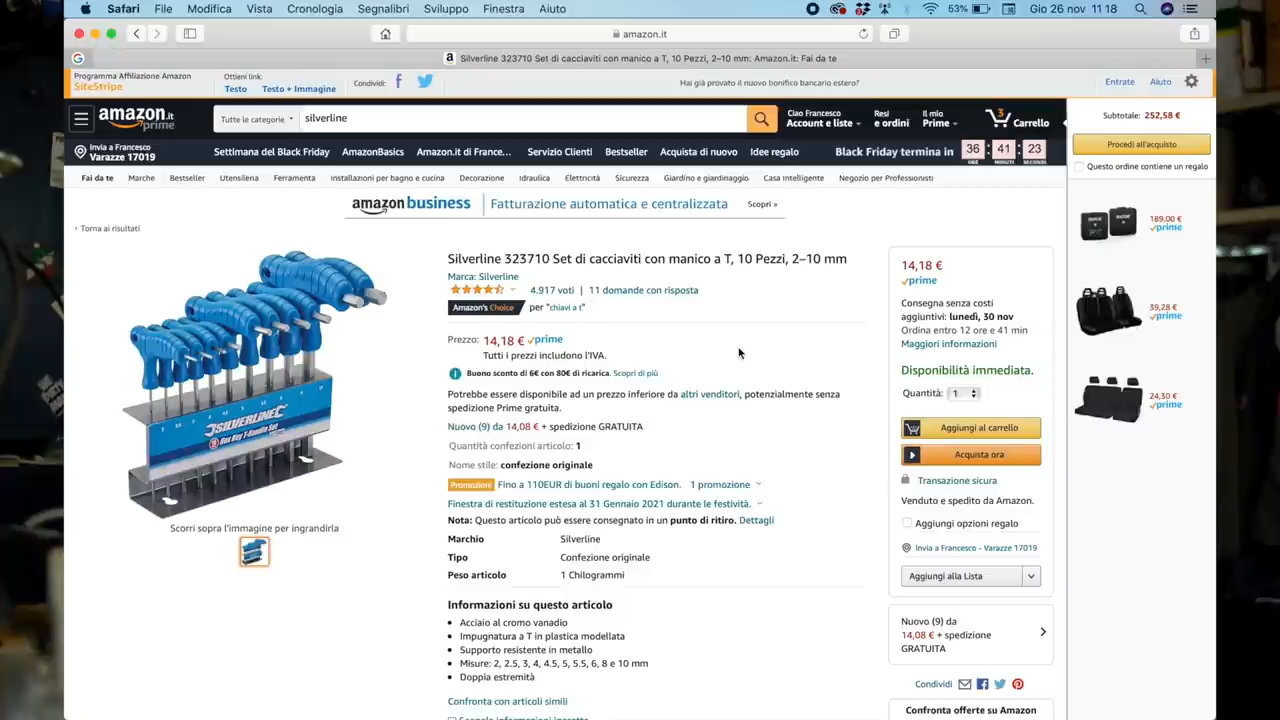 Safari File Modifica Vista Cronologia Segnalibri Sviluppo Finestra Aiuto 53% Gio 26 nov 11 18
amazon.it
Silverline 323710 Set di cacciaviti con manico a T, 10 Pezzi, 2–10 mm: Amazon.it: Fai da te
Programma Affiliazione Amazon
SiteStripe
Ottieni link:
Testo Testo + Immagine
Condividi:
Hai già provato il nuovo bonifico bancario estero?
Entrate Aiuto
amazon.it
prime
Tutte le categorie silverline
Ciao Francesco
Account e liste
Resi
e ordini
Il mio
Prime
3
Carrello
Invia a Francesco
Varazze 17019
Settimana del Black Friday AmazonBasics Amazon.it di France... Servizio Clienti Bestseller Acquista di nuovo Idee regalo
Black Friday termina in 36 : 41 : 23
ORE MINUTI SECONDI
Fai da te Marche Bestseller Utensileria Ferramenta Installazioni per bagno e cucina Decorazione Idraulica Elettricità Sicurezza Giardino e giardinaggio Casa Intelligente Negozio per Professionisti
amazon business Fatturazione automatica e centralizzata Scopri »
‹ Torna ai risultati
SILVERLINE
10 Hex Key T-Handle Set
Scorri sopra l'immagine per ingrandirla
Silverline 323710 Set di cacciaviti con manico a T, 10 Pezzi, 2–10 mm
Marca: Silverline
4.917 voti | 11 domande con risposta
Amazon's Choice per "chiavi a t"
Prezzo: 14,18 € prime
Tutti i prezzi includono l'IVA.
Buono sconto di 6€ con 80€ di ricarica. Scopri di più
Potrebbe essere disponibile ad un prezzo inferiore da altri venditori, potenzialmente senza
spedizione Prime gratuita.
Nuovo (9) da 14,08 € + spedizione GRATUITA
Quantità confezioni articolo: 1
Nome stile: confezione originale
Promozioni Fino a 110EUR di buoni regalo con Edison. 1 promozione
Finestra di restituzione estesa al 31 Gennaio 2021 durante le festività.
Nota: Questo articolo può essere consegnato in un punto di ritiro. Dettagli
Marchio Silverline
Tipo Confezione originale
Peso articolo 1 Chilogrammi
Informazioni su questo articolo
• Acciaio al cromo vanadio
• Impugnatura a T in plastica modellata
• Supporto resistente in metallo
• Misure: 2, 2.5, 3, 4, 4.5, 5, 5.5, 6, 8 e 10 mm
• Doppia estremità
Confronta con articoli simili
Segnala informazioni inesatte
14,18 €
prime
Consegna senza costi
aggiuntivi: lunedì, 30 nov
Ordina entro 12 ore e 41 min
Maggiori informazioni
Disponibilità immediata.
Quantità: 1
Aggiungi al carrello
Acquista ora
Transazione sicura
Venduto e spedito da Amazon.
Aggiungi opzioni regalo
Invia a Francesco - Varazze 17019
Aggiungi alla Lista
Nuovo (9) da
14,08 € + spedizione
GRATUITA
Condividi
Confronta offerte su Amazon
Subtotale: 252,58 €
Procedi all'acquisto
Questo ordine contiene un regalo
189,00 €
prime
39,28 €
prime
24,30 €
prime